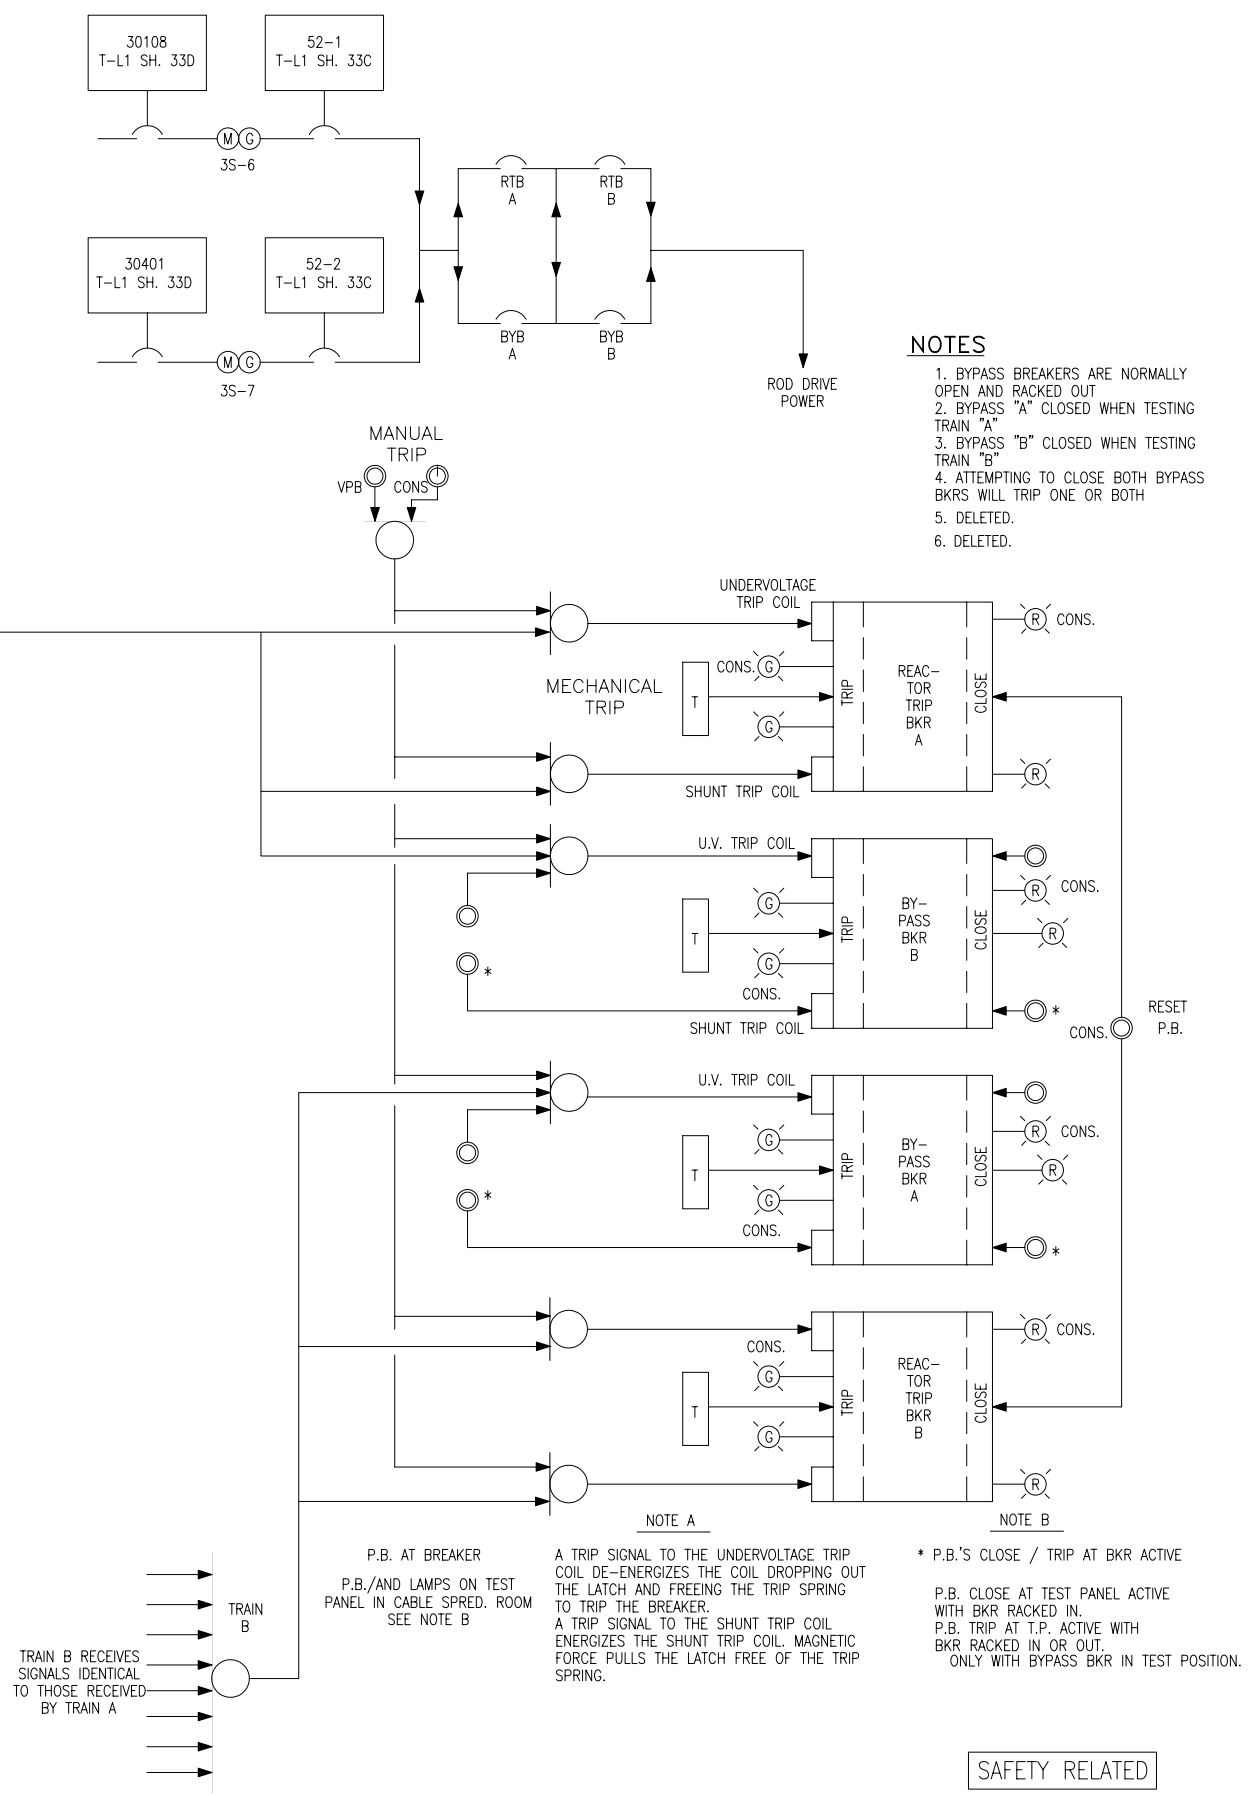 30108
T-L1 SH. 33D
52-1
T-L1 SH. 33C
M G
3S-6
RTB
A
RTB
B
30401
T-L1 SH. 33D
52-2
T-L1 SH. 33C
M G
3S-7
BYB
A
BYB
B
ROD DRIVE
POWER
NOTES
1. BYPASS BREAKERS ARE NORMALLY
OPEN AND RACKED OUT
2. BYPASS "A" CLOSED WHEN TESTING
TRAIN "A"
3. BYPASS "B" CLOSED WHEN TESTING
TRAIN "B"
4. ATTEMPTING TO CLOSE BOTH BYPASS
BKRS WILL TRIP ONE OR BOTH
5. DELETED.
6. DELETED.
MANUAL
TRIP
VPB
CONS
UNDERVOLTAGE
TRIP COIL
MECHANICAL
TRIP
CONS.
G
T
G
TRIP
REAC-
TOR
TRIP
BKR
A
CLOSE
R
CONS.
R
SHUNT TRIP COIL
U.V. TRIP COIL
G
T
G
CONS.
TRIP
BY-
PASS
BKR
B
CLOSE
R
CONS.
R
*
*
SHUNT TRIP COIL
CONS.
RESET
P.B.
U.V. TRIP COIL
G
T
G
CONS.
TRIP
BY-
PASS
BKR
A
CLOSE
R
CONS.
R
*
*
CONS.
G
T
G
TRIP
REAC-
TOR
TRIP
BKR
B
CLOSE
R
CONS.
R
TRAIN
B
TRAIN B RECEIVES
SIGNALS IDENTICAL
TO THOSE RECEIVED
BY TRAIN A
P.B. AT BREAKER
P.B./AND LAMPS ON TEST
PANEL IN CABLE SPRED. ROOM
SEE NOTE B
NOTE A
A TRIP SIGNAL TO THE UNDERVOLTAGE TRIP
COIL DE-ENERGIZES THE COIL DROPPING OUT
THE LATCH AND FREEING THE TRIP SPRING
TO TRIP THE BREAKER.
A TRIP SIGNAL TO THE SHUNT TRIP COIL
ENERGIZES THE SHUNT TRIP COIL. MAGNETIC
FORCE PULLS THE LATCH FREE OF THE TRIP
SPRING.
NOTE B
* P.B.'S CLOSE / TRIP AT BKR ACTIVE
P.B. CLOSE AT TEST PANEL ACTIVE
WITH BKR RACKED IN.
P.B. TRIP AT T.P. ACTIVE WITH
BKR RACKED IN OR OUT.
ONLY WITH BYPASS BKR IN TEST POSITION.
SAFETY RELATED